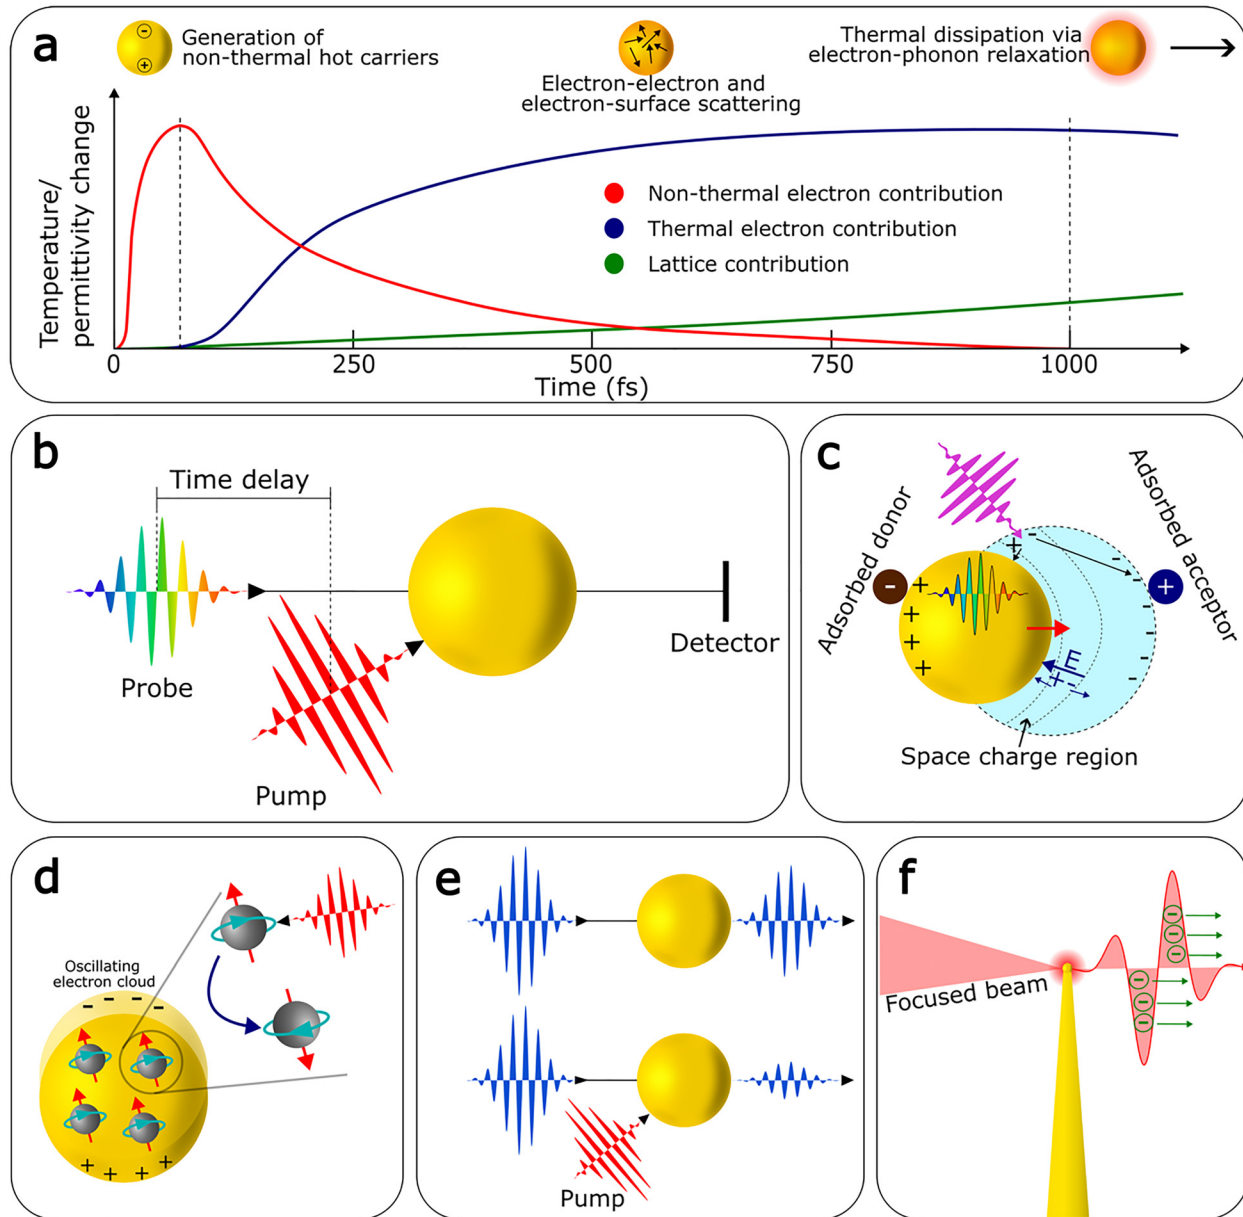 a
Generation of
non-thermal hot carriers
Electron-electron and
electron-surface scattering
Thermal dissipation via
electron-phonon relaxation
Temperature/
permittivity change
Non-thermal electron contribution
Thermal electron contribution
Lattice contribution
0 250 500 750 1000
Time (fs)
b
Time delay
Probe
Pump
Detector
c
Adsorbed donor
Adsorbed acceptor
E
Space charge region
d
Oscillating
electron cloud
e
Pump
f
Focused beam